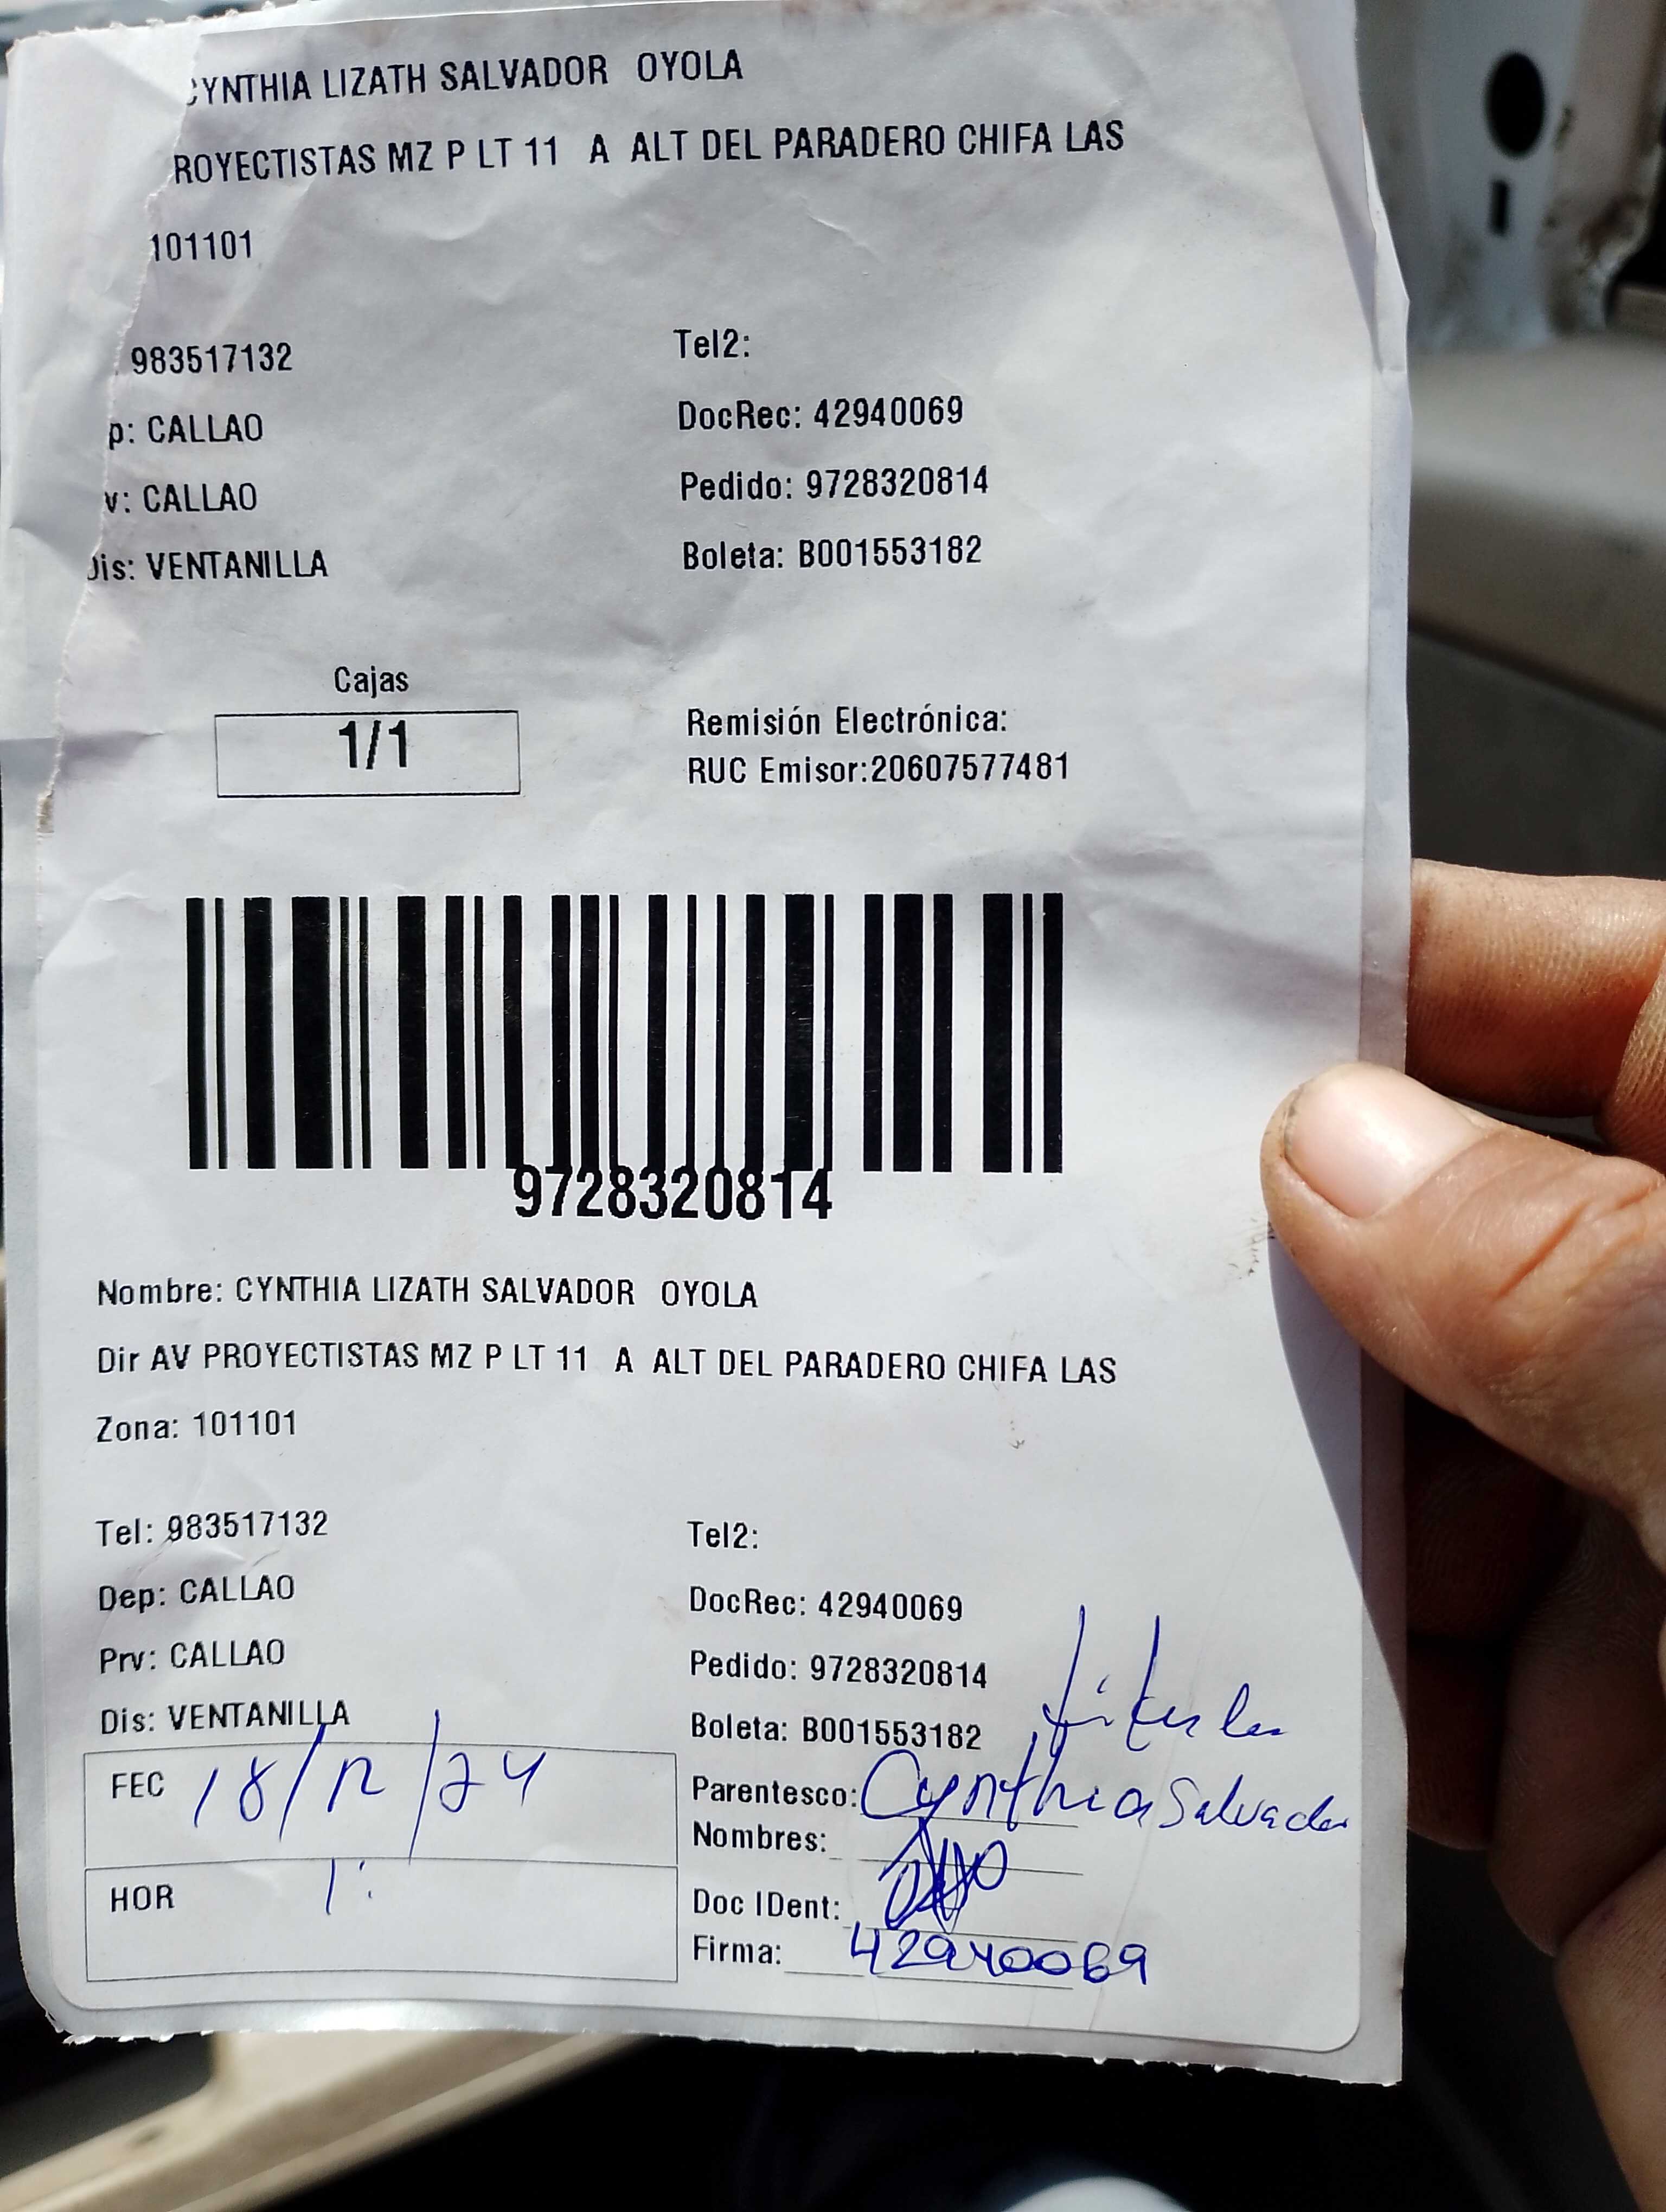 CYNTHIA LIZATH SALVADOR OYOLA
ROYECTISTAS MZ P LT 11 A ALT DEL PARADERO CHIFA LAS
101101
983517132 Tel2:
p: CALLAO DocRec: 42940069
v: CALLAO Pedido: 9728320814
Dis: VENTANILLA Boleta: B001553182
Cajas
1/1
Remisión Electrónica:
RUC Emisor:20607577481
9728320814
Nombre: CYNTHIA LIZATH SALVADOR OYOLA
Dir AV PROYECTISTAS MZ P LT 11 A ALT DEL PARADERO CHIFA LAS
Zona: 101101
Tel: 983517132 Tel2:
Dep: CALLAO DocRec: 42940069
Prv: CALLAO Pedido: 9728320814
Dis: VENTANILLA Boleta: B001553182
titular
FEC 18/12/24
Parentesco: Cynthia Salvador
Nombres:
HOR 1:
Doc IDent:
Firma: 42940069